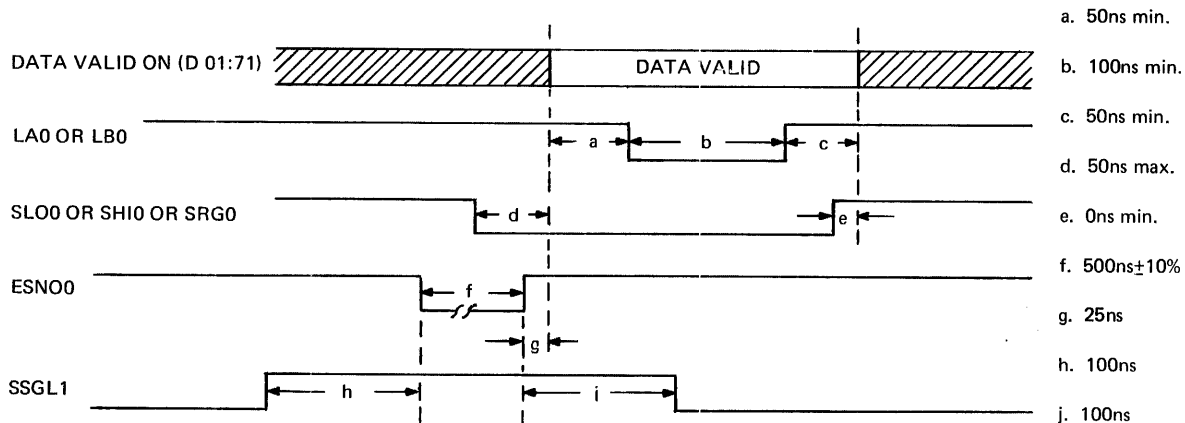 a. 50ns min.
DATA VALID ON (D 01:71)
DATA VALID
b. 100ns min.
LA0 OR LB0
a
b
c
c. 50ns min.
d. 50ns max.
SLO0 OR SHI0 OR SRG0
d
e
e. 0ns min.
ESNO0
f
f. 500ns±10%
g
g. 25ns
h. 100ns
SSGL1
h
j
j. 100ns